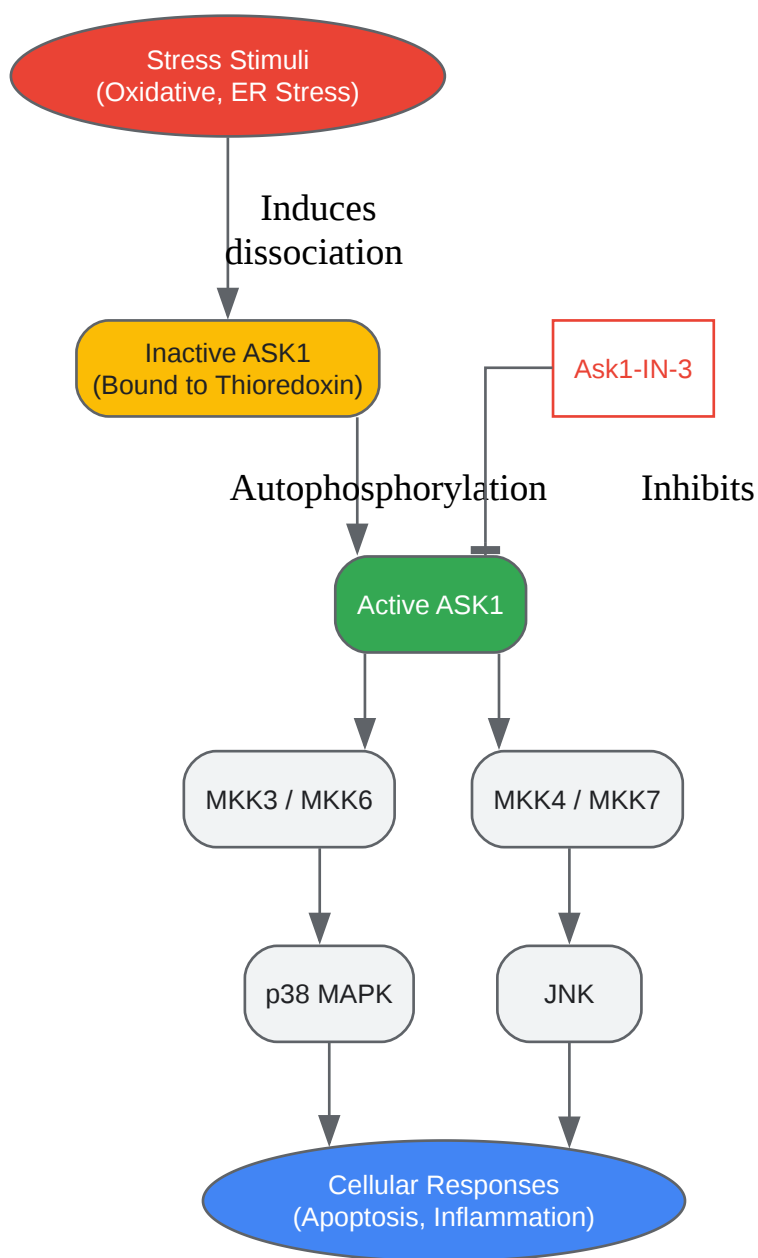 Stress Stimuli
(Oxidative, ER Stress)
Induces
dissociation
Inactive ASK1
(Bound to Thioredoxin)
Ask1-IN-3
Autophosphorylation
Inhibits
Active ASK1
MKK3 / MKK6
MKK4 / MKK7
p38 MAPK
JNK
Cellular Responses
(Apoptosis, Inflammation)